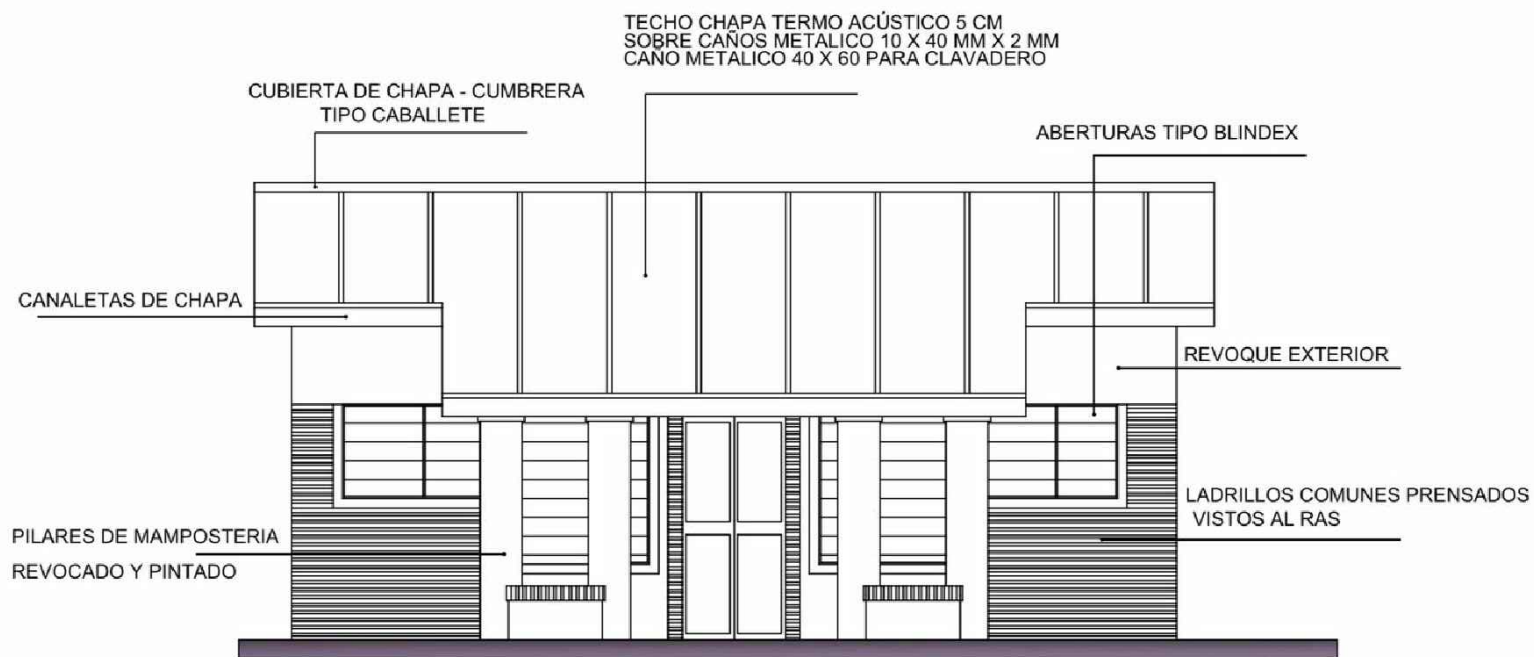 TECHO CHAPA TERMO ACÚSTICO 5 CM
SOBRE CAÑOS METALICO 10 X 40 MM X 2 MM
CAÑO METALICO 40 X 60 PARA CLAVADERO
CUBIERTA DE CHAPA - CUMBRERA
TIPO CABALLETE
ABERTURAS TIPO BLINDEX
CANALETAS DE CHAPA
REVOQUE EXTERIOR
LADRILLOS COMUNES PRENSADOS
VISTOS AL RAS
PILARES DE MAMPOSTERIA
REVOCADO Y PINTADO